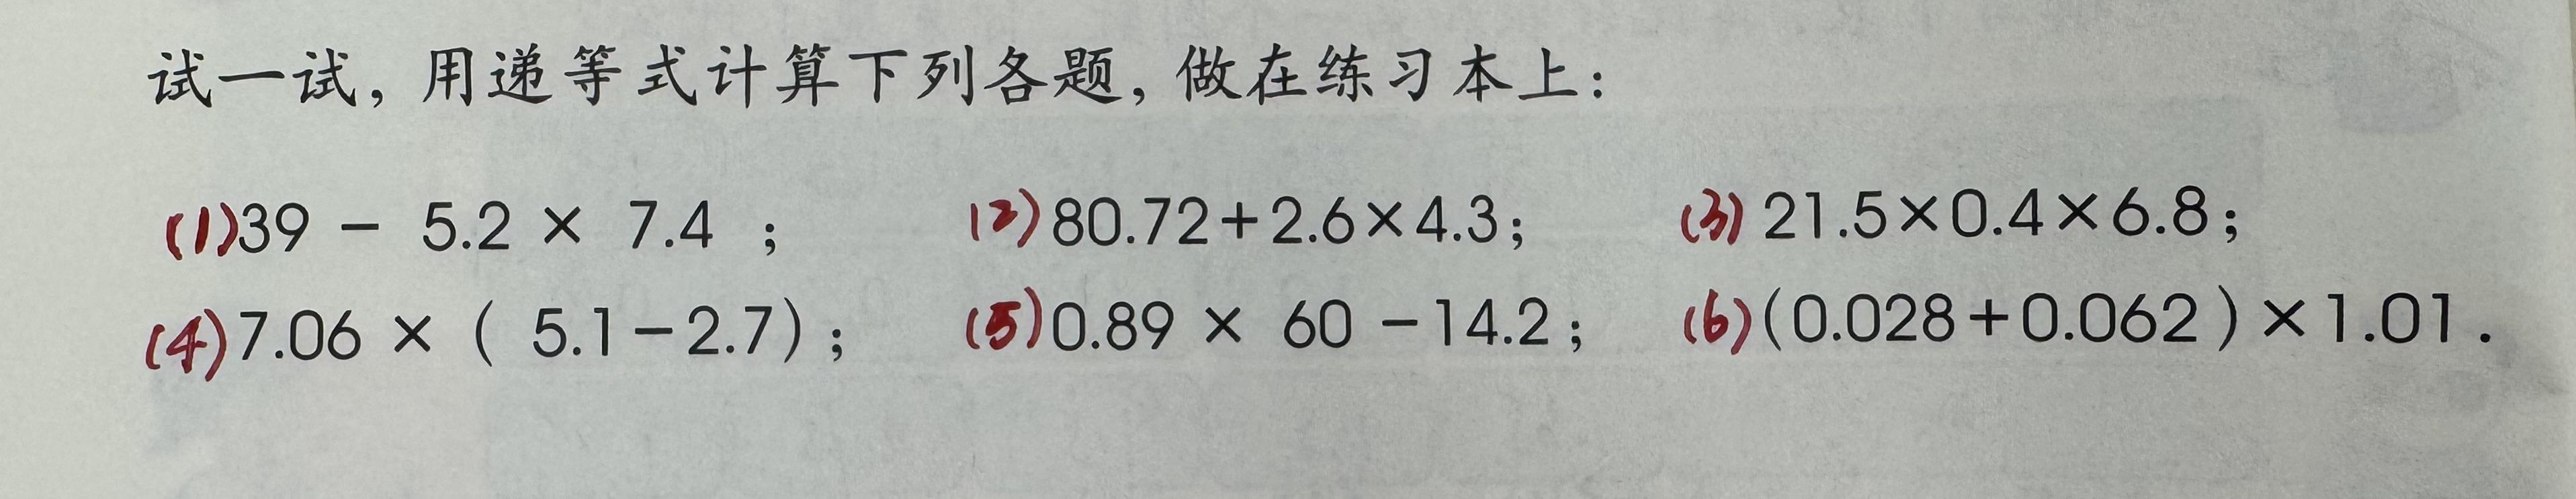 试一试，用递等式计算下列各题，做在练习本上：
(1)39 － 5.2 × 7.4 ； (2)80.72＋2.6×4.3； (3)21.5×0.4×6.8；
(4)7.06 ×（ 5.1－2.7）； (5)0.89 × 60 －14.2； (6)（0.028＋0.062）×1.01．